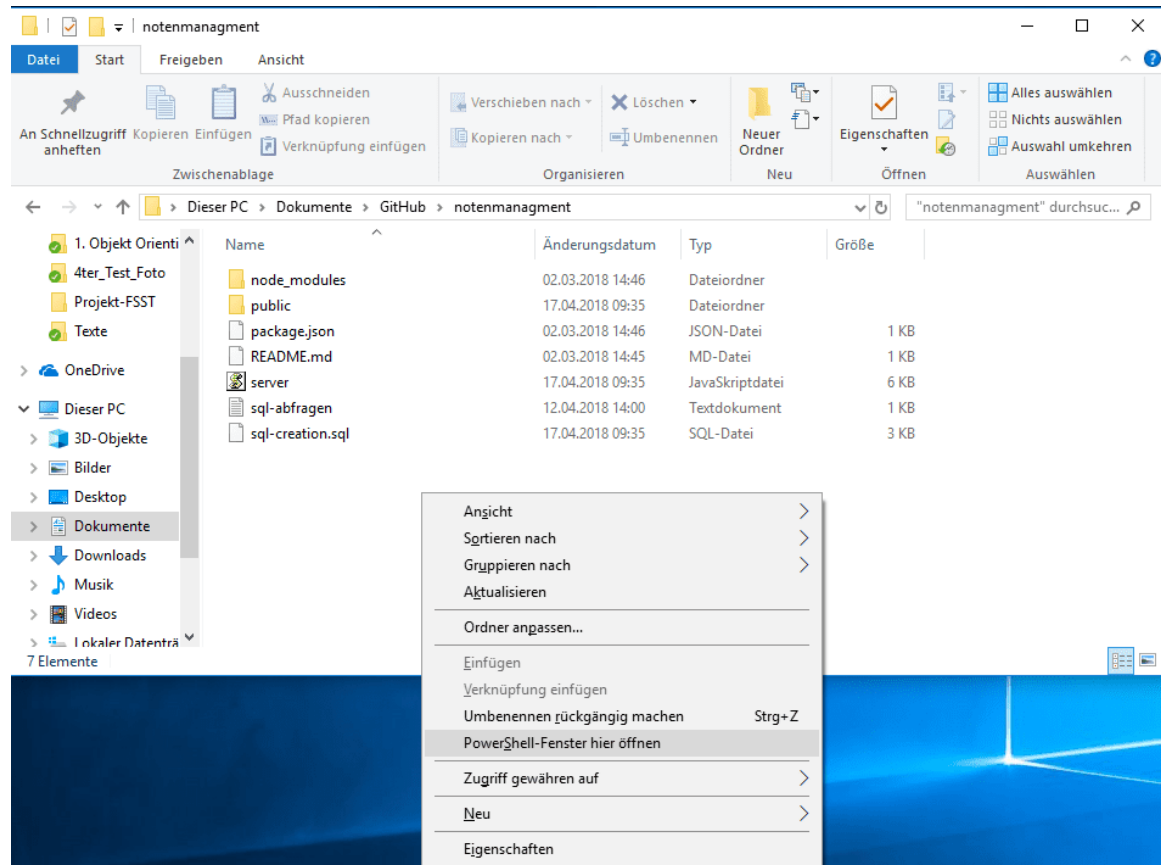 notenmanagment
Datei Start Freigeben Ansicht
An Schnellzugriff anheften
Kopieren
Einfügen
Ausschneiden
Pfad kopieren
Verknüpfung einfügen
Zwischenablage
Verschieben nach
Kopieren nach
Löschen
Umbenennen
Organisieren
Neuer Ordner
Neu
Eigenschaften
Öffnen
Alles auswählen
Nichts auswählen
Auswahl umkehren
Auswählen
Dieser PC > Dokumente > GitHub > notenmanagment
"notenmanagment" durchsuc...
1. Objekt Orienti
4ter_Test_Foto
Projekt-FSST
Texte
OneDrive
Dieser PC
3D-Objekte
Bilder
Desktop
Dokumente
Downloads
Musik
Videos
Lokaler Datenträ
Name Änderungsdatum Typ Größe
node_modules 02.03.2018 14:46 Dateiordner
public 17.04.2018 09:35 Dateiordner
package.json 02.03.2018 14:46 JSON-Datei 1 KB
README.md 02.03.2018 14:45 MD-Datei 1 KB
server 17.04.2018 09:35 JavaSkriptdatei 6 KB
sql-abfragen 12.04.2018 14:00 Textdokument 1 KB
sql-creation.sql 17.04.2018 09:35 SQL-Datei 3 KB
7 Elemente
Ansicht
Sortieren nach
Gruppieren nach
Aktualisieren
Ordner anpassen...
Einfügen
Verknüpfung einfügen
Umbenennen rückgängig machen Strg+Z
PowerShell-Fenster hier öffnen
Zugriff gewähren auf
Neu
Eigenschaften